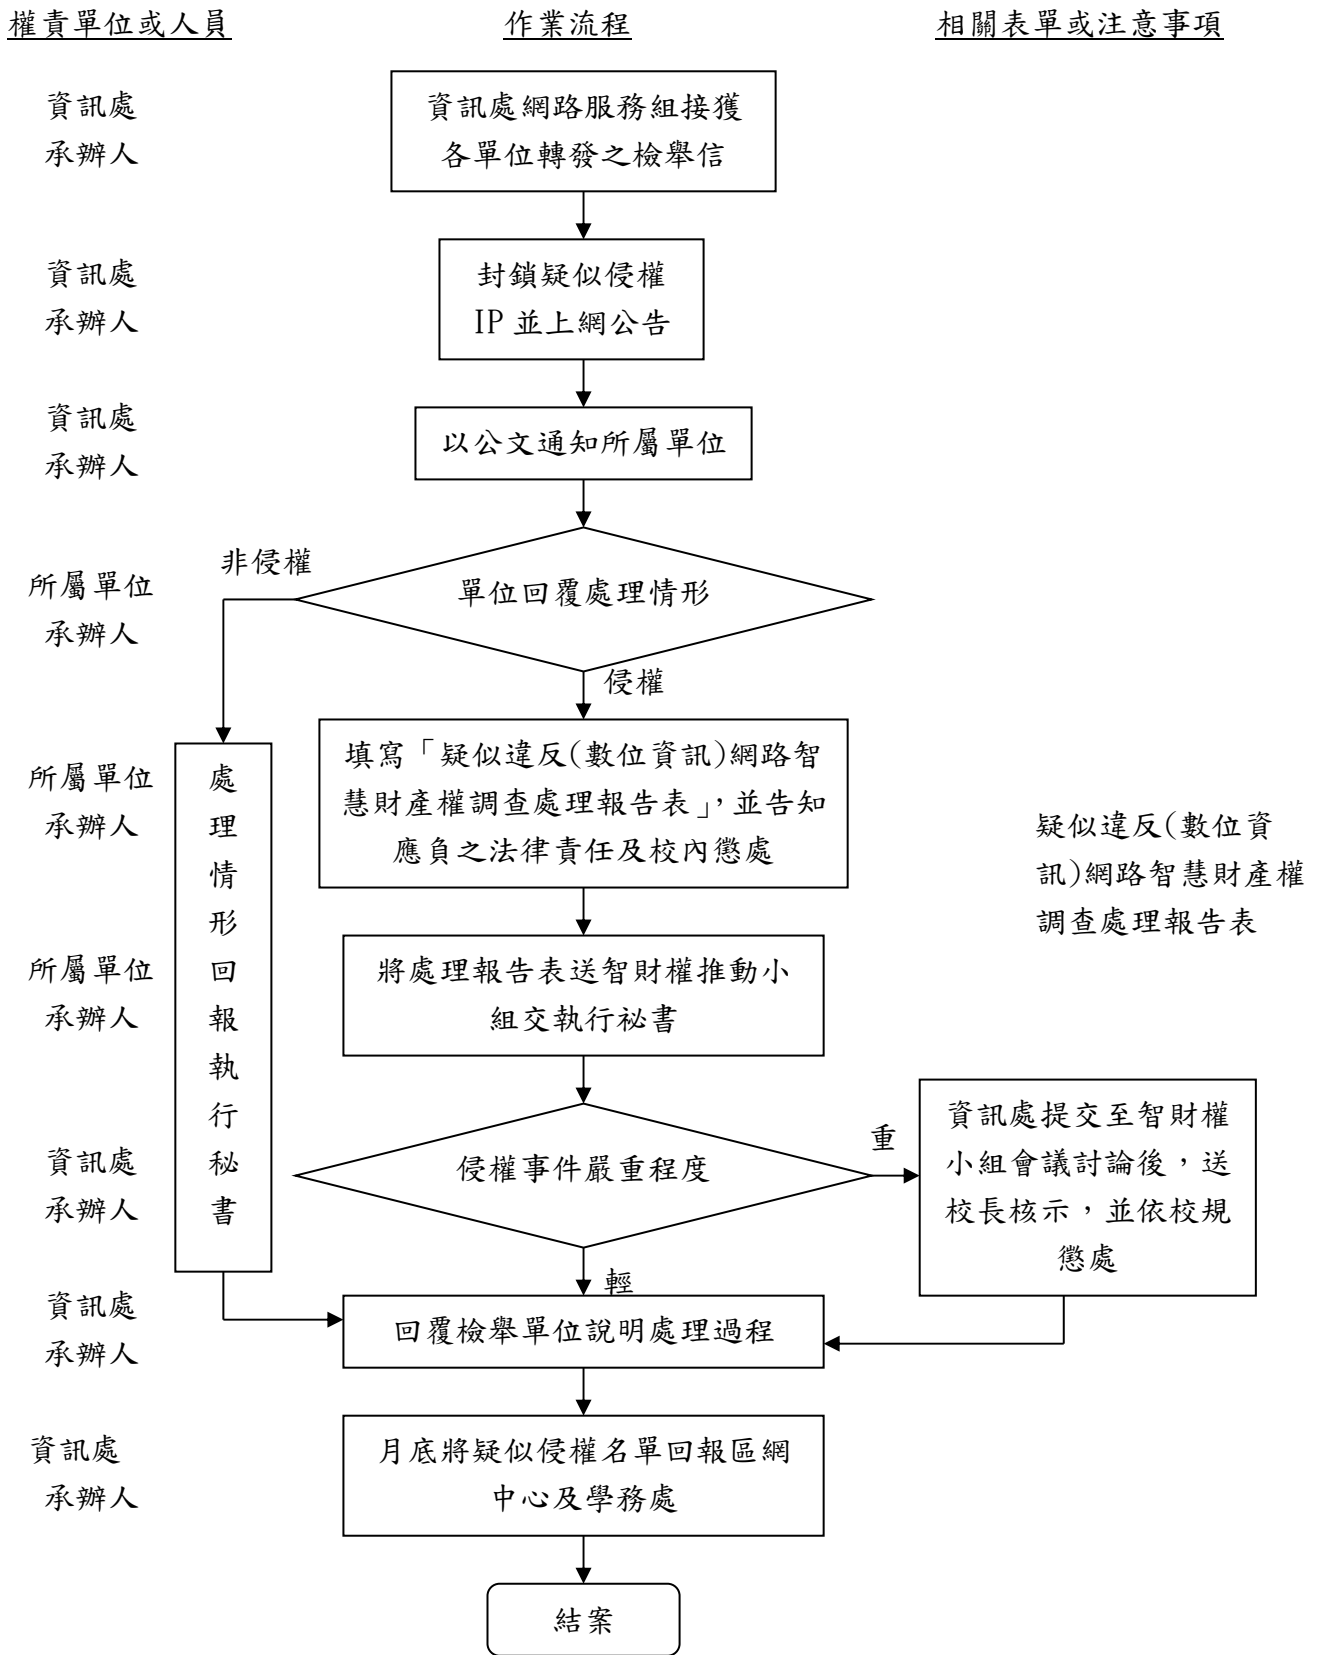 權責單位或人員
作業流程
相關表單或注意事項
資訊處
承辦人
資訊處網路服務組接獲
各單位轉發之檢舉信
資訊處
承辦人
封鎖疑似侵權
IP 並上網公告
資訊處
承辦人
以公文通知所屬單位
所屬單位
承辦人
非侵權
單位回覆處理情形
侵權
所屬單位
承辦人
處
理
情
形
回
報
執
行
秘
書
填寫「疑似違反(數位資訊)網路智
慧財產權調查處理報告表」,並告知
應負之法律責任及校內懲處
疑似違反(數位資
訊)網路智慧財產權
調查處理報告表
所屬單位
承辦人
將處理報告表送智財權推動小
組交執行祕書
資訊處
承辦人
侵權事件嚴重程度
重
資訊處提交至智財權
小組會議討論後，送
校長核示，並依校規
懲處
輕
資訊處
承辦人
回覆檢舉單位說明處理過程
資訊處
承辦人
月底將疑似侵權名單回報區網
中心及學務處
結案